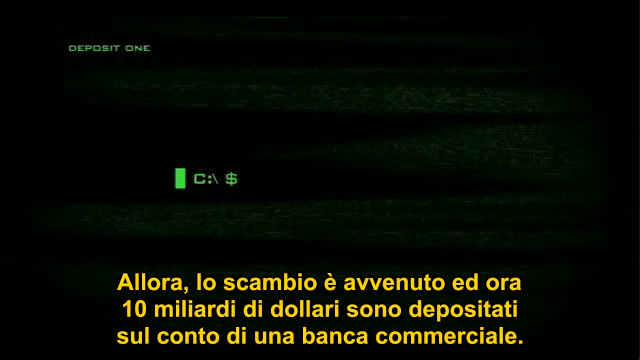 DEPOSIT ONE
C:\ $
Allora, lo scambio è avvenuto ed ora
10 miliardi di dollari sono depositati
sul conto di una banca commerciale.